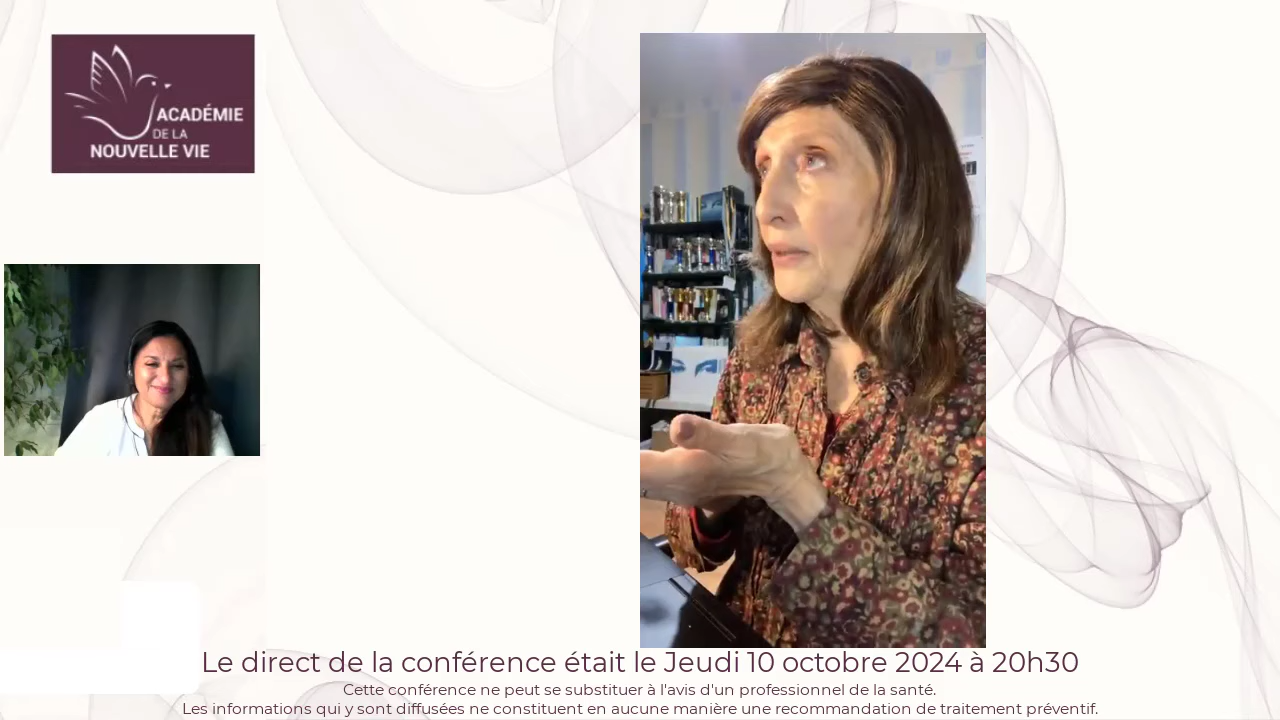 ACADÉMIE
DE LA
NOUVELLE VIE
Le direct de la conférence était le Jeudi 10 octobre 2024 à 20h30
Cette conférence ne peut se substituer à l'avis d'un professionnel de la santé.
Les informations qui y sont diffusées ne constituent en aucune manière une recommandation de traitement préventif.